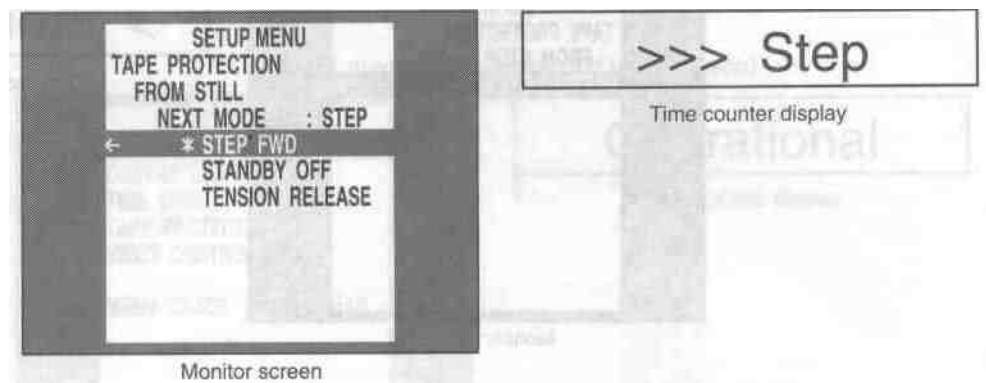 SETUP MENU
TAPE PROTECTION
FROM STILL
NEXT MODE : STEP
← * STEP FWD
STANDBY OFF
TENSION RELEASE
Monitor screen
>>> Step
Time counter display